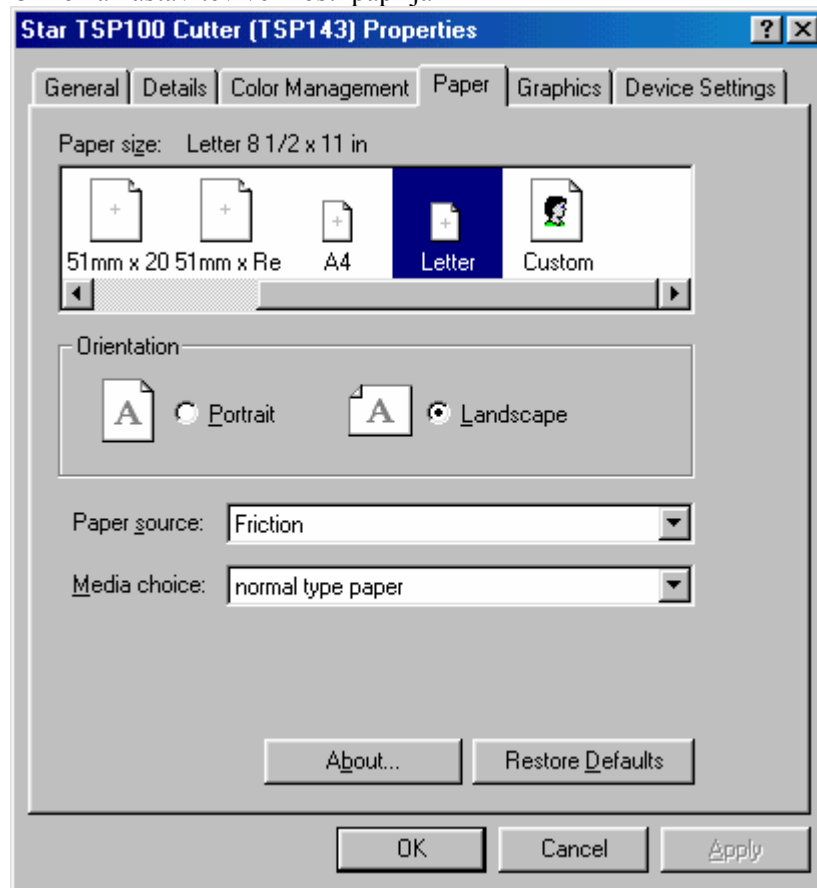 Star TSP100 Cutter (TSP143) Properties
General Details Color Management Paper Graphics Device Settings
Paper size: Letter 8 1/2 x 11 in
51mm x 20 51mm x Re A4 Letter Custom
Orientation
A Portrait A Landscape
Paper source: Friction
Media choice: normal type paper
About... Restore Defaults
OK Cancel Apply